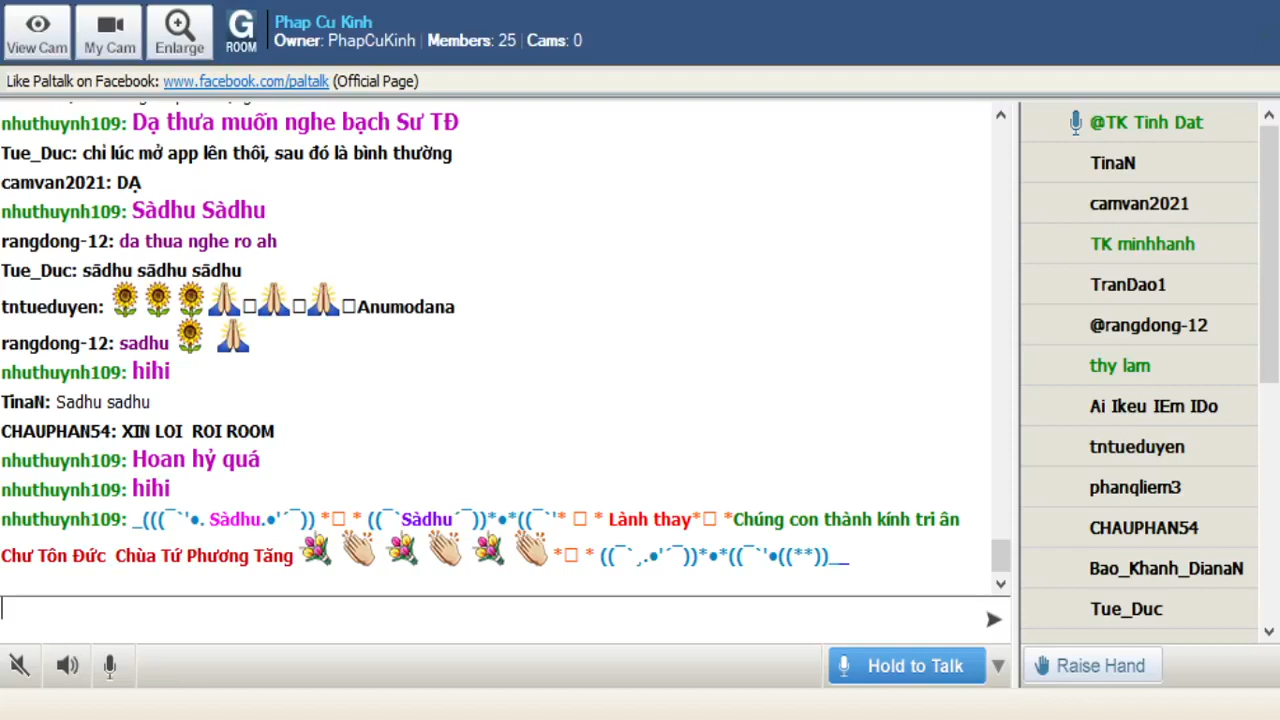 View Cam
My Cam
Enlarge
G
ROOM
Phap Cu Kinh
Owner: PhapCuKinh | Members: 25 | Cams: 0
Like Paltalk on Facebook: www.facebook.com/paltalk (Official Page)
nhuthuynh109: Dạ thưa muốn nghe bạch Sư TĐ
Tue_Duc: chỉ lúc mở app lên thôi, sau đó là bình thường
camvan2021: DẠ
nhuthuynh109: Sàdhu Sàdhu
rangdong-12: da thua nghe ro ah
Tue_Duc: sādhu sādhu sādhu
tntueduyen: 🌻🌻🌻🙏□🙏□🙏□Anumodana
rangdong-12: sadhu 🌻 🙏
nhuthuynh109: hihi
TinaN: Sadhu sadhu
CHAUPHAN54: XIN LOI  ROI ROOM
nhuthuynh109: Hoan hỷ quá
nhuthuynh109: hihi
nhuthuynh109: _(((¯`'•. Sàdhu.•'´¯)) *□ * ((¯`Sàdhu´¯))*•*((¯`'* □ * Lành thay*□ *Chúng con thành kính tri ân
Chư Tôn Đức  Chùa Tứ Phương Tăng 💐👏💐👏💐👏 *□ * ((¯`¸.•'´¯))*•*((¯`'•((**))__
Hold to Talk
@TK Tinh Dat
TinaN
camvan2021
TK minhhanh
TranDao1
@rangdong-12
thy lam
Ai Ikeu IEm IDo
tntueduyen
phanqliem3
CHAUPHAN54
Bao_Khanh_DianaN
Tue_Duc
Raise Hand